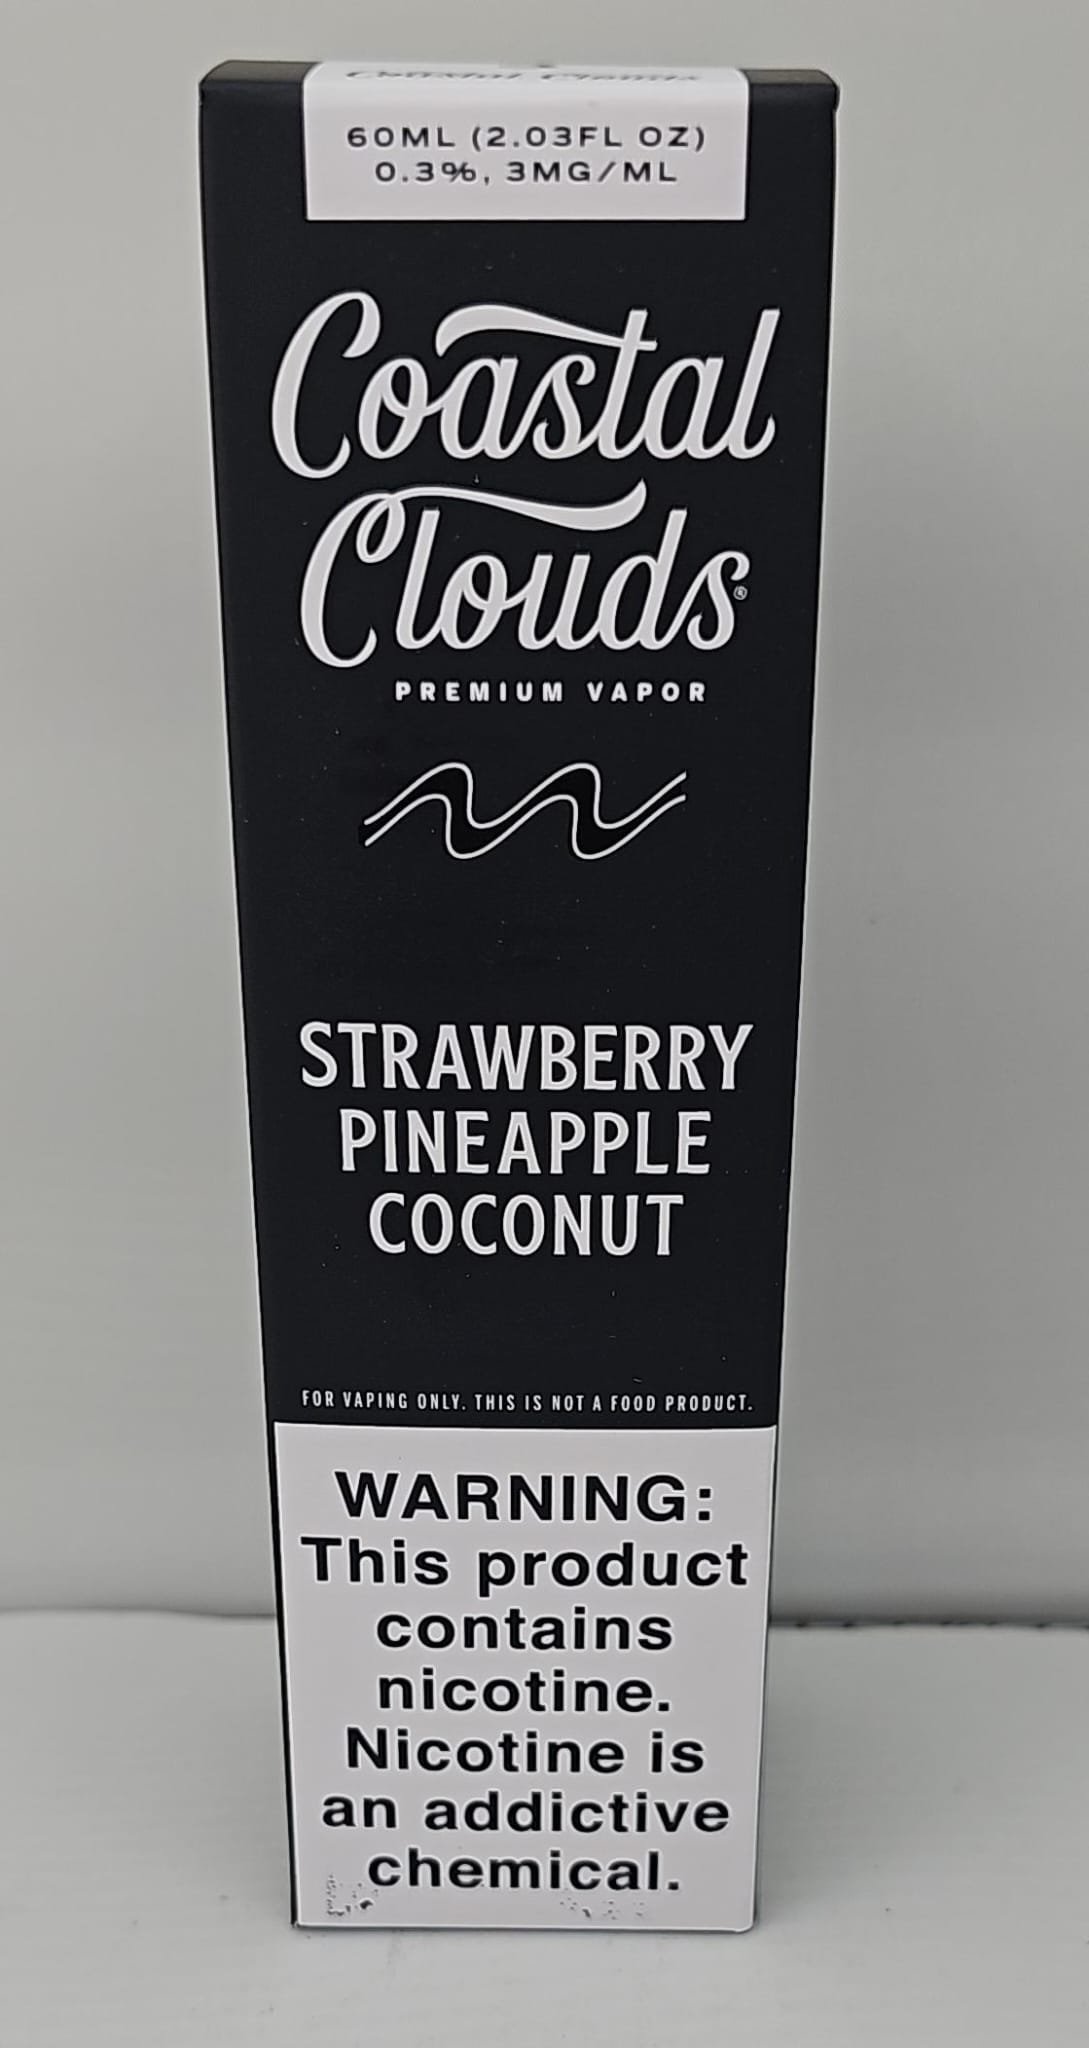 60ML (2.03FL OZ)
0.3%, 3MG/ML
Coastal
Clouds®
PREMIUM VAPOR
STRAWBERRY
PINEAPPLE
COCONUT
FOR VAPING ONLY. THIS IS NOT A FOOD PRODUCT.
WARNING:
This product
contains
nicotine.
Nicotine is
an addictive
chemical.